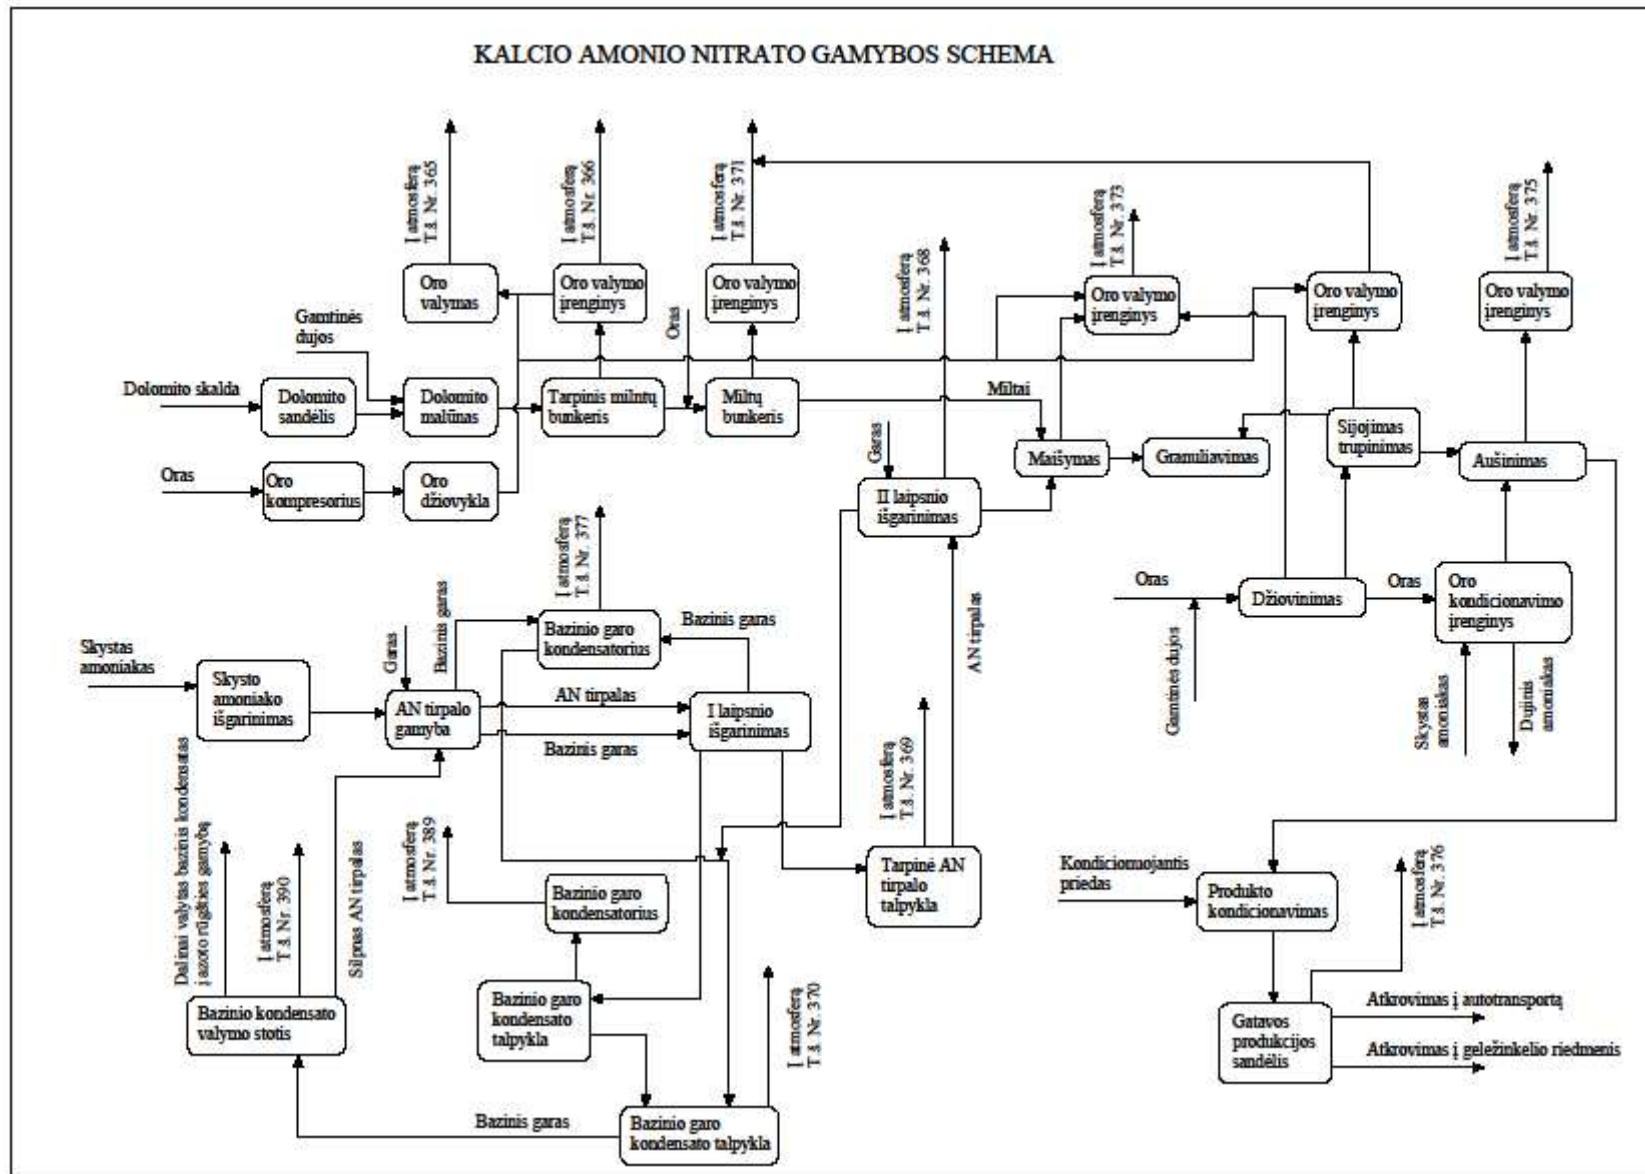 KALCIO AMONIO NITRATO GAMYBOS SCHEMA
Į atmosferą
T.š. Nr. 365
Į atmosferą
T.š. Nr. 366
Į atmosferą
T.š. Nr. 371
Į atmosferą
T.š. Nr. 368
Į atmosferą
T.š. Nr. 373
Į atmosferą
T.š. Nr. 375
Oro
valymas
Oro valymo
įrenginys
Oro valymo
įrenginys
Oro valymo
įrenginys
Oro valymo
įrenginys
Oro valymo
įrenginys
Gamtinės
dujos
Oras
Dolomito skalda
Dolomito
sandėlis
Dolomito
malūnas
Tarpinis milntų
bunkeris
Miltų
bunkeris
Miltai
Maišymas
Granuliavimas
Sijojimas
trupinimas
Aušinimas
Oras
Oro
kompresorius
Oro
džiovykla
Garas
II laipsnio
išgarinimas
Į atmosferą
T.š. Nr. 377
Oras
Džiovinimas
Oras
Oro
kondicionavimo
įrenginys
Gamtinės dujos
Skystas
amoniakas
Dujinis
amoniakas
Skystas
amoniakas
Skysto
amoniako
išgarinimas
Garas
Bazinis garas
Bazinio garo
kondensatorius
Bazinis garas
AN tirpalo
gamyba
AN tirpalas
Bazinis garas
I laipsnio
išgarinimas
AN tirpalas
Į atmosferą
T.š. Nr. 369
Dalinai valytas bazinis kondensatas
į azoto rūgšties gamybą
Į atmosferą
T.š. Nr. 390
Silpnas AN tirpalas
Į atmosferą
T.š. Nr. 389
Bazinio garo
kondensatorius
Tarpinė AN
tirpalo
talpykla
Kondicionuojantis
priedas
Produkto
kondicionavimas
Į atmosferą
T.š. Nr. 376
Bazinio kondensato
valymo stotis
Bazinio garo
kondensato
talpykla
Į atmosferą
T.š. Nr. 370
Gatavos
produkcijos
sandėlis
Atkrovimas į autotransportą
Atkrovimas į geležinkelio riedmenis
Bazinis garas
Bazinio garo
kondensato talpykla